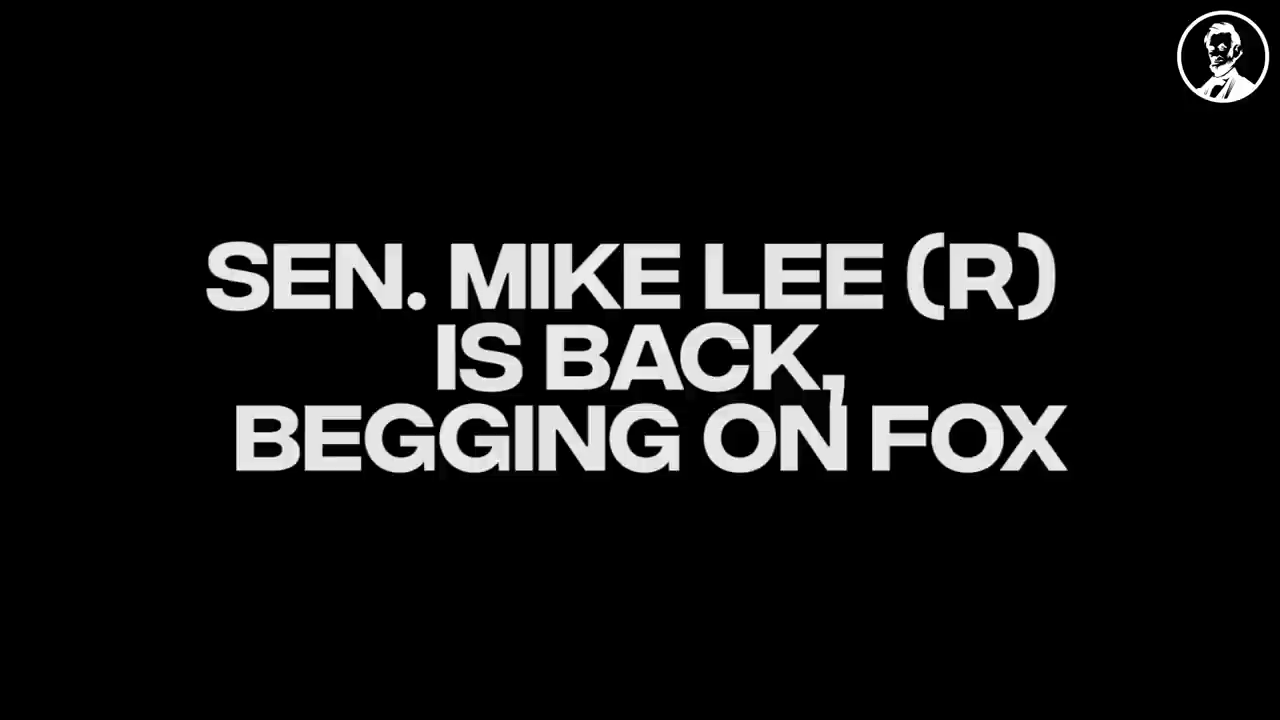 SEN. MIKE LEE (R)
IS BACK,
BEGGING ON FOX